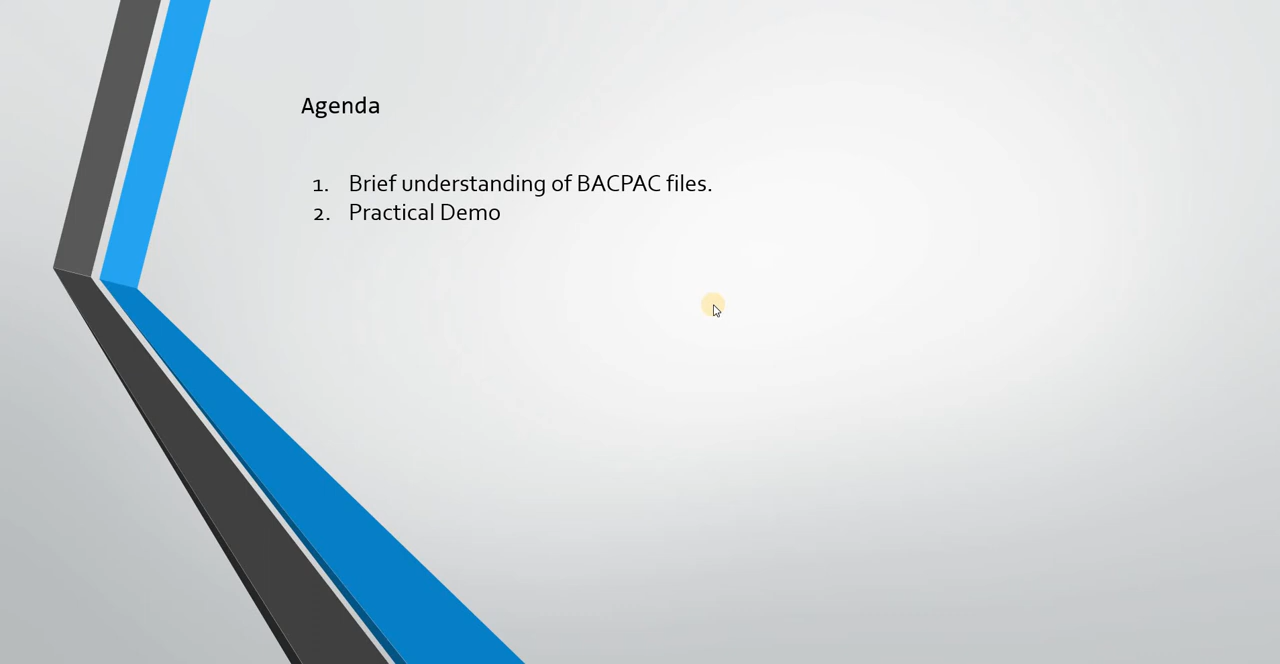 Agenda
1. Brief understanding of BACPAC files.
2. Practical Demo